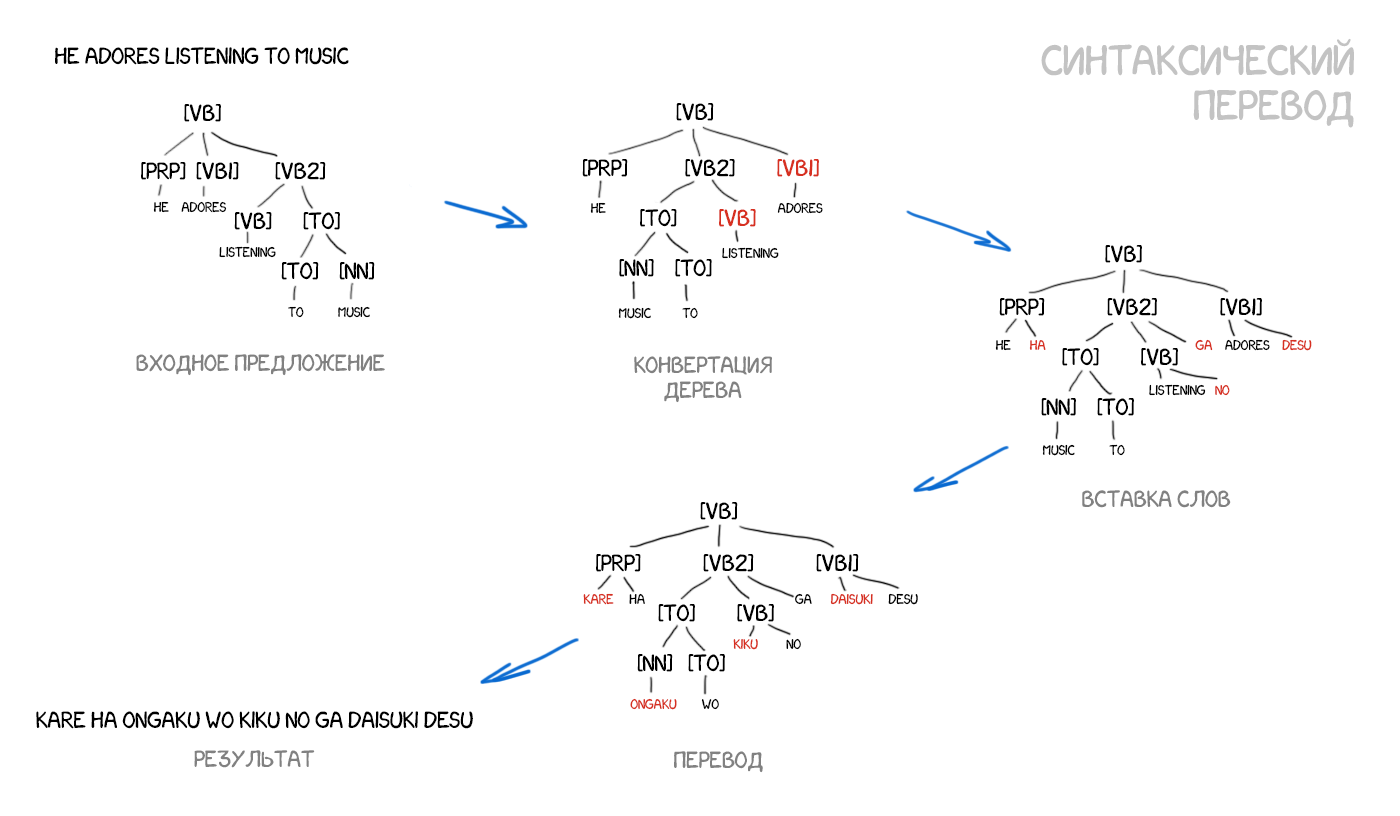 HE ADORES LISTENING TO MUSIC
СИНТАКСИЧЕСКИЙ
ПЕРЕВОД
[VB]
[PRP] [VB1] [VB2]
HE ADORES
[VB] [TO]
LISTENING
[TO] [NN]
TO MUSIC
ВХОДНОЕ ПРЕДЛОЖЕНИЕ
[VB]
[PRP] [VB2] [VB1]
HE ADORES
[TO] [VB]
LISTENING
[NN] [TO]
MUSIC TO
КОНВЕРТАЦИЯ
ДЕРЕВА
[VB]
[PRP] [VB2] [VB1]
HE HA GA ADORES DESU
[TO] [VB]
LISTENING NO
[NN] [TO]
MUSIC TO
ВСТАВКА СЛОВ
[VB]
[PRP] [VB2] [VB1]
KARE HA GA DAISUKI DESU
[TO] [VB]
KIKU NO
[NN] [TO]
ONGAKU WO
ПЕРЕВОД
KARE HA ONGAKU WO KIKU NO GA DAISUKI DESU
РЕЗУЛЬТАТ